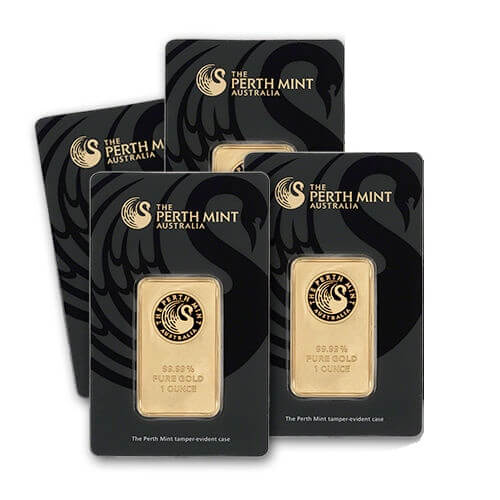 THE
PERTH MINT
AUSTRALIA
THE
PERTH MINT
AUSTRALIA
THE
PERTH MINT
AUSTRALIA
THE PERTH MINT
AUSTRALIA
99.99%
PURE GOLD
1 OUNCE
The Perth Mint tamper-evident case
THE
PERTH MINT
AUSTRALIA
THE PERTH MINT
AUSTRALIA
99.99%
PURE GOLD
1 OUNCE
The Perth Mint tamper-evident case